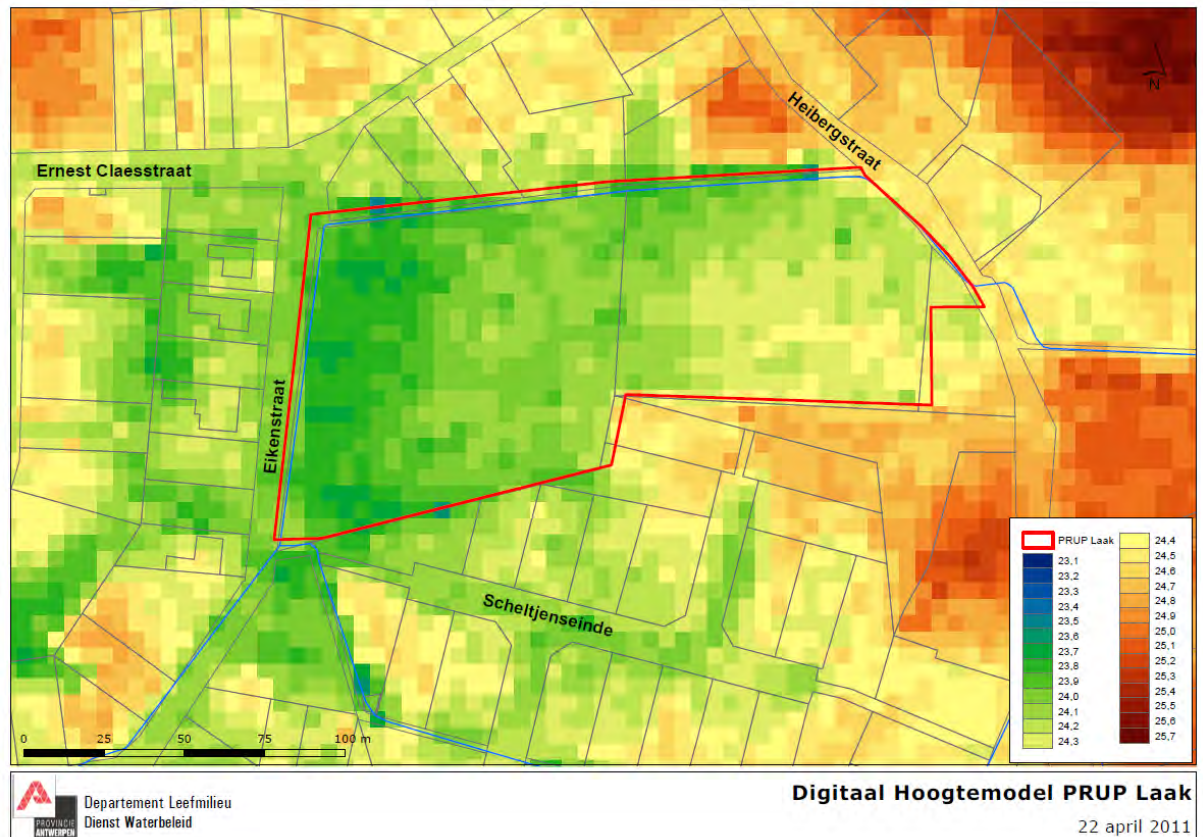 Ernest Claesstraat
Heibergstraat
N
Eikenstraat
Scheltjenseinde
0 25 50 75 100 m
PRUP Laak
23,1
23,2
23,3
23,4
23,5
23,6
23,7
23,8
23,9
24,0
24,1
24,2
24,3
24,4
24,5
24,6
24,7
24,8
24,9
25,0
25,1
25,2
25,3
25,4
25,5
25,6
25,7
PROVINCIE
ANTWERPEN
Departement Leefmilieu
Dienst Waterbeleid
Digitaal Hoogtemodel PRUP Laak
22 april 2011